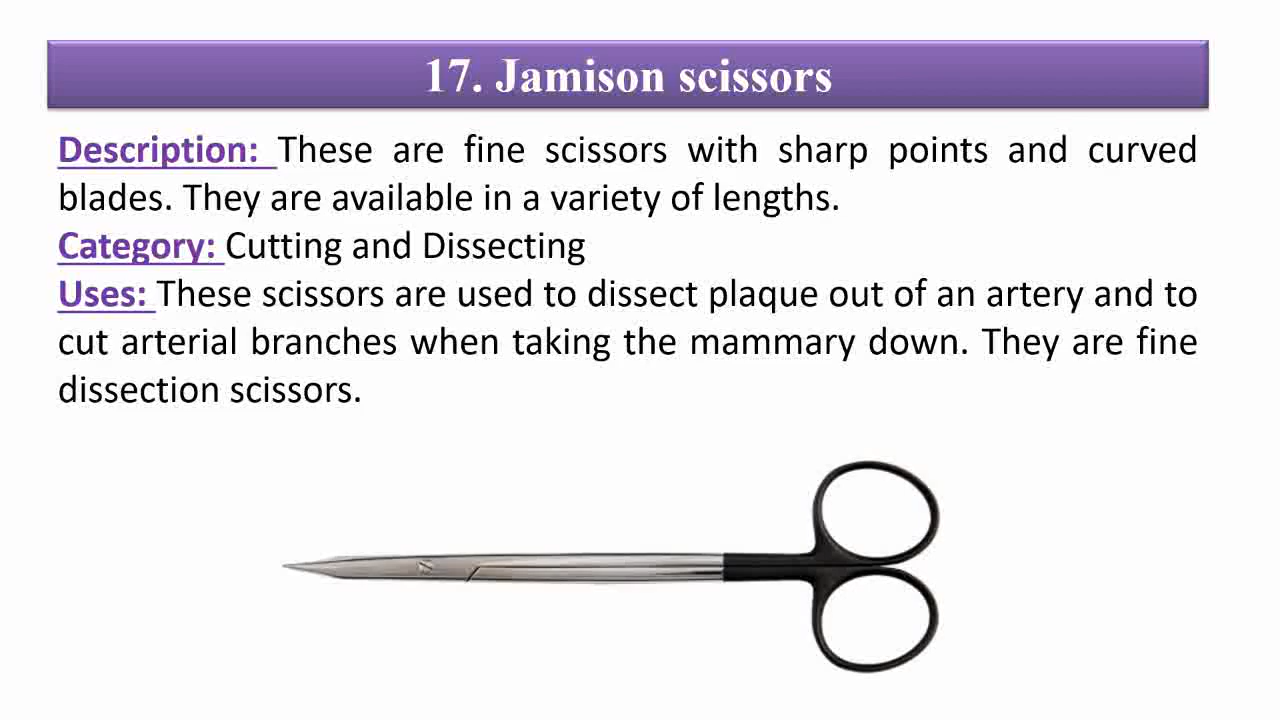 17. Jamison scissors
Description: These are fine scissors with sharp points and curved
blades. They are available in a variety of lengths.
Category: Cutting and Dissecting
Uses: These scissors are used to dissect plaque out of an artery and to
cut arterial branches when taking the mammary down. They are fine
dissection scissors.